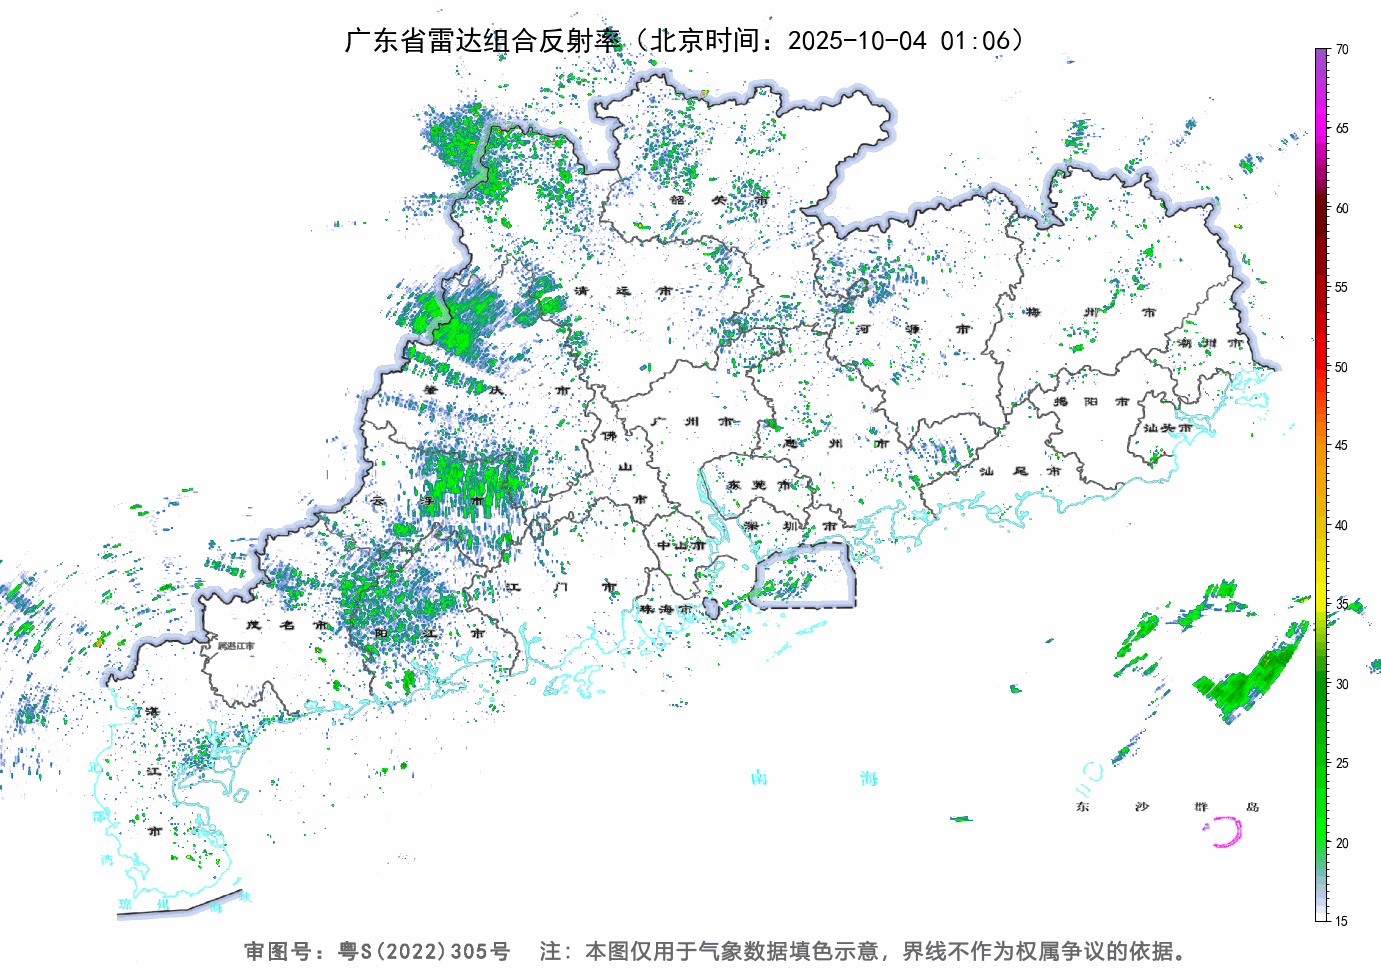 广东省雷达组合反射率（北京时间：2025-10-04 01:06）
70
65
60
55
50
45
40
35
30
25
20
15
韶 关 市
清 远 市
河 源 市
梅 州 市
潮 州 市
肇 庆 市
广 州 市
惠 州 市
揭 阳 市
汕头市
佛 山 市
汕 尾 市
东 莞 市
云 浮 市
深 圳 市
中山市
江 门 市
珠海市
茂 名 市
阳 江 市
属湛江市
湛 江 市
南 海
东 沙 群 岛
北 部 湾
琼 州 海 峡
审图号：粤S(2022)305号 注：本图仅用于气象数据填色示意，界线不作为权属争议的依据。